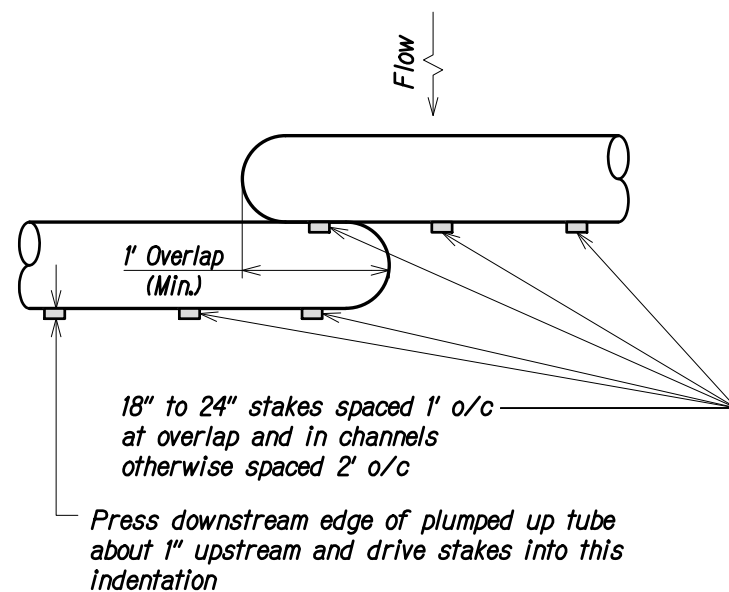 Flow
1' Overlap
(Min.)
18" to 24" stakes spaced 1' o/c
at overlap and in channels
otherwise spaced 2' o/c
Press downstream edge of plumped up tube
about 1" upstream and drive stakes into this
indentation